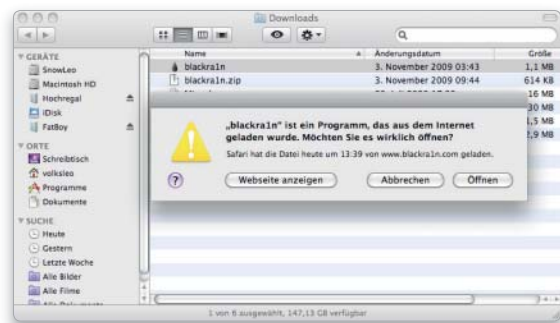 Downloads
Name Änderungsdatum Größe
GERÄTE
SnowLeo
Macintosh HD
Hochregal
iDisk
FatBoy
ORTE
Schreibtisch
volksleo
Programme
Dokumente
SUCHE
Heute
Gestern
Letzte Woche
Alle Bilder
Alle Filme
blackra1n 3. November 2009 03:43 1,1 MB
blackra1n.zip 3. November 2009 09:44 614 KB
16 MB
30 MB
1,5 MB
2,9 MB
„blackra1n“ ist ein Programm, das aus dem Internet
geladen wurde. Möchten Sie es wirklich öffnen?
Safari hat die Datei heute um 13:39 von www.blackra1n.com geladen.
? Webseite anzeigen Abbrechen Öffnen
1 von 6 ausgewählt, 147,13 GB verfügbar